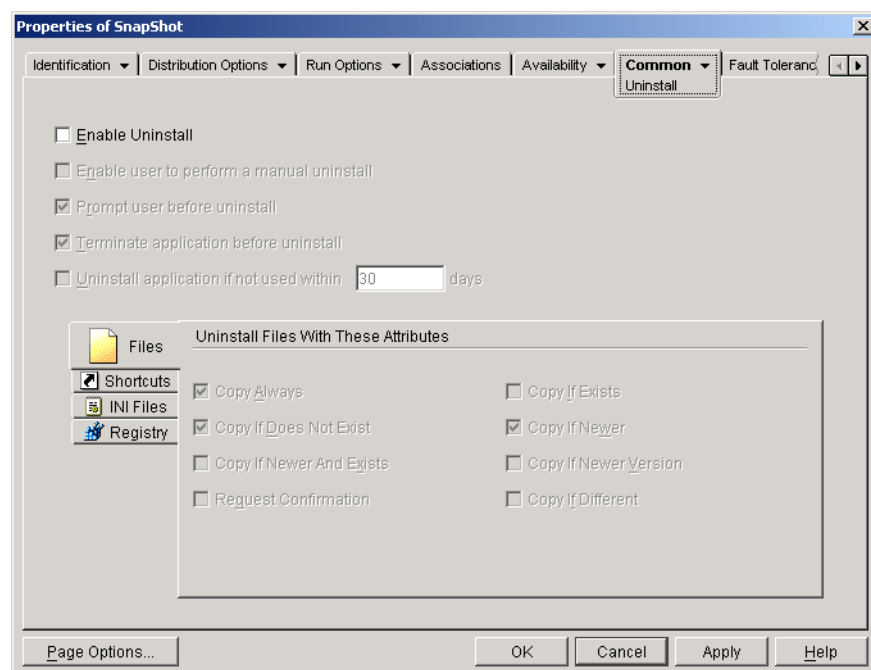 Properties of SnapShot
Identification Distribution Options Run Options Associations Availability Common Fault Toleranc
Uninstall
Enable Uninstall
Enable user to perform a manual uninstall
Prompt user before uninstall
Terminate application before uninstall
Uninstall application if not used within 30 days
Files
Uninstall Files With These Attributes
Shortcuts
INI Files
Registry
Copy Always Copy If Exists
Copy If Does Not Exist Copy If Newer
Copy If Newer And Exists Copy If Newer Version
Request Confirmation Copy If Different
Page Options... OK Cancel Apply Help